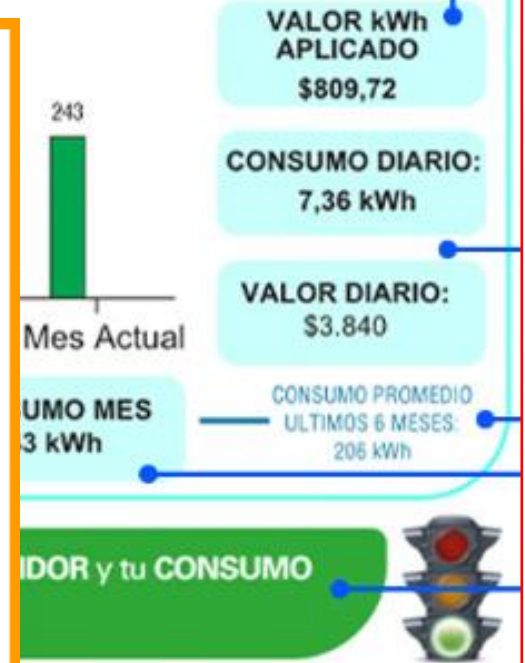 VALOR kWh
APLICADO
$809,72
243
CONSUMO DIARIO:
7,36 kWh
VALOR DIARIO:
$3.840
Mes Actual
UMO MES
3 kWh
CONSUMO PROMEDIO
ULTIMOS 6 MESES:
206 kWh
IDOR y tu CONSUMO